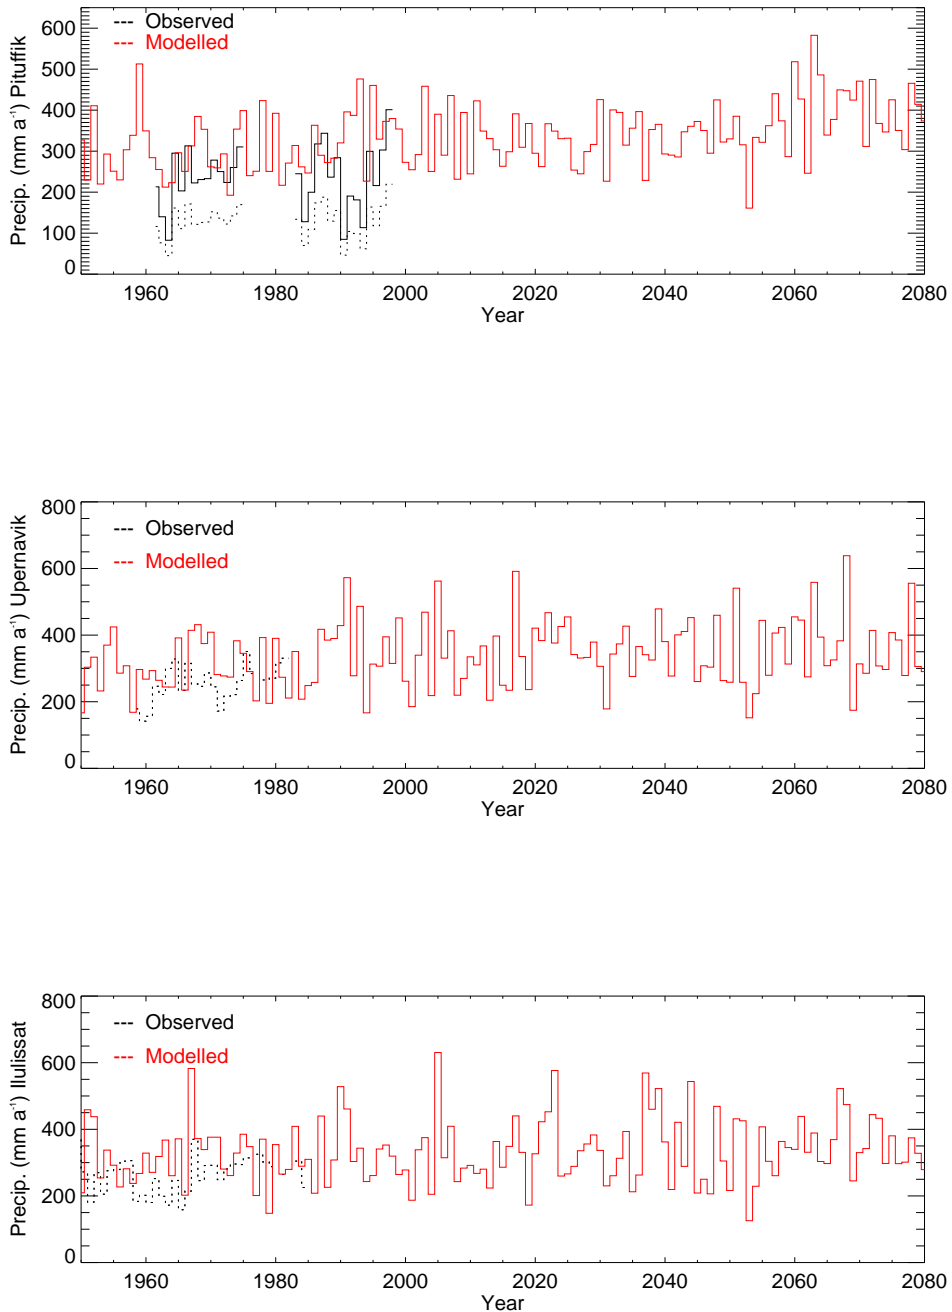 Precip. (mm a⁻¹) Pituffik
600
500
400
300
200
100
0
Observed
Modelled
1960 1980 2000 2020 2040 2060 2080
Year
Precip. (mm a⁻¹) Upernavik
800
600
400
200
0
Observed
Modelled
1960 1980 2000 2020 2040 2060 2080
Year
Precip. (mm a⁻¹) Ilulissat
800
600
400
200
0
Observed
Modelled
1960 1980 2000 2020 2040 2060 2080
Year